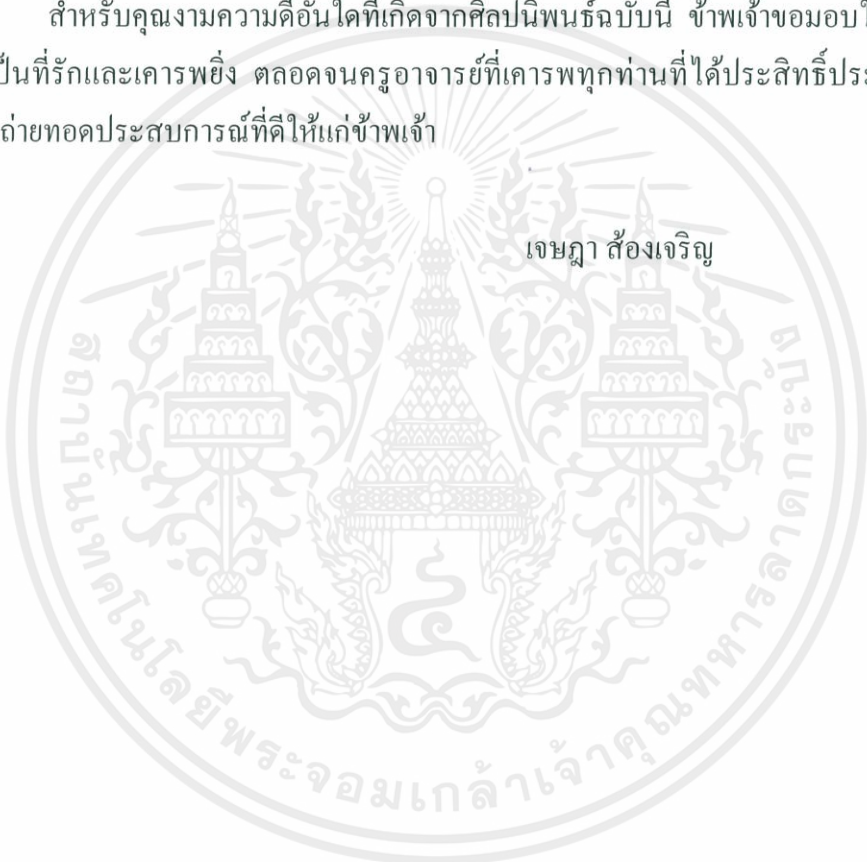 สำหรับคุณงามความดีอันใดที่เกิดจากศิลปนิพนธ์ฉบับนี้ ข้าพเจ้าขอมอบ
เป็นที่รักและเคารพยิ่ง ตลอดจนครูอาจารย์ที่เคารพทุกท่านที่ได้ประสิทธิ์ประ
ถ่ายทอดประสบการณ์ที่ดีให้แก่ข้าพเจ้า
เจษฎา ส้องเจริญ
สถาบันเทคโนโลยีพระจอมเกล้าเจ้าคุณทหารลาดกระบัง